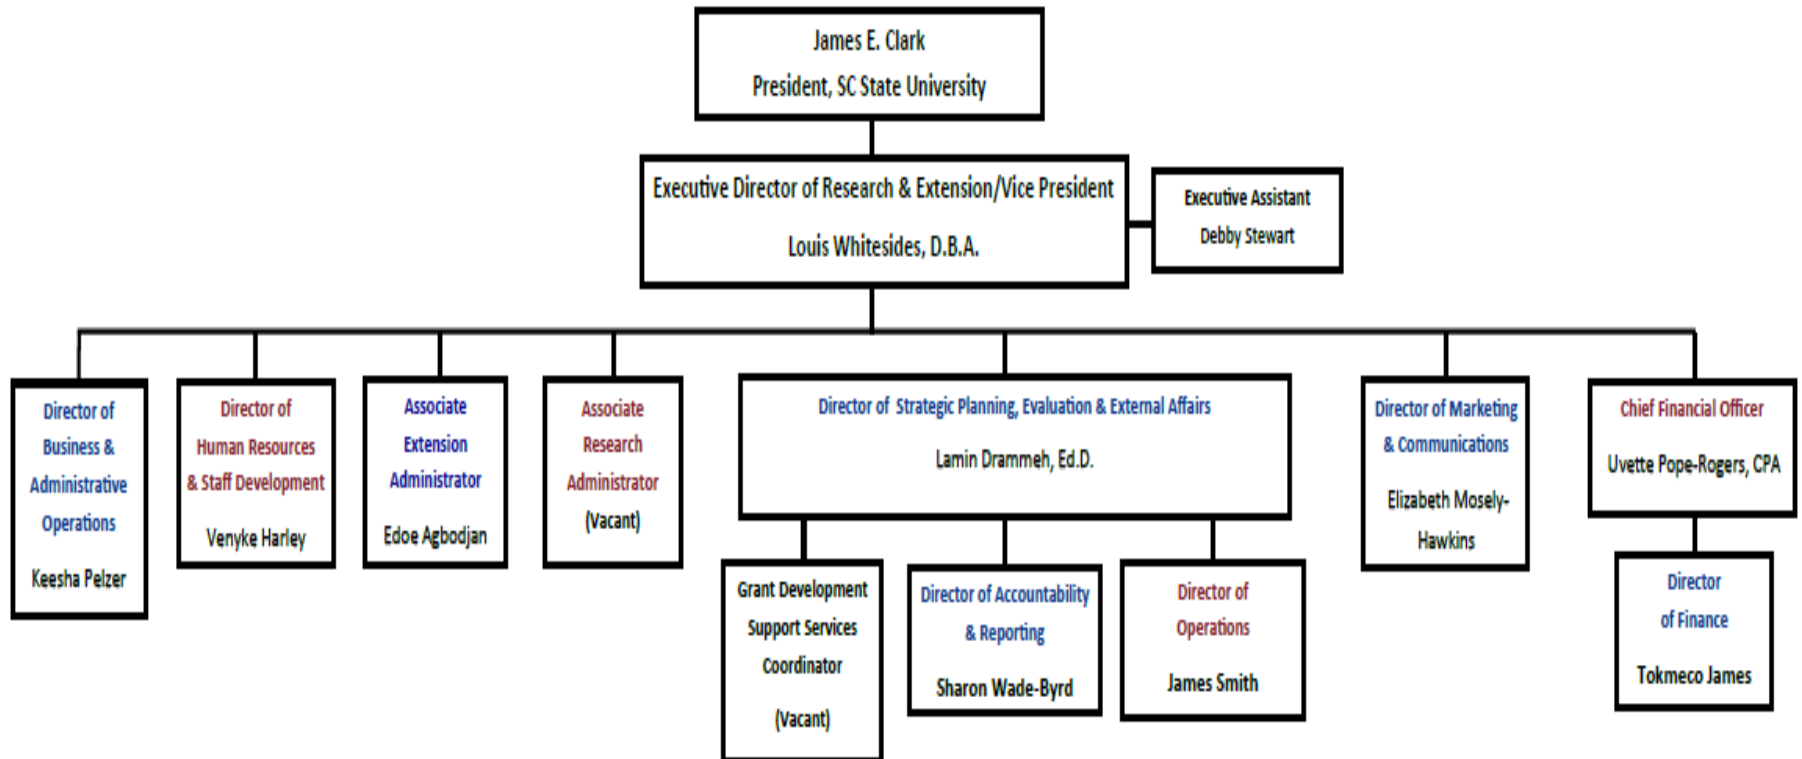 James E. Clark
President, SC State University
Executive Director of Research & Extension/Vice President
Louis Whitesides, D.B.A.
Executive Assistant
Debby Stewart
Director of
Business &
Administrative
Operations
Keesha Pelzer
Director of
Human Resources
& Staff Development
Venyke Harley
Associate
Extension
Administrator
Edoe Agbodjan
Associate
Research
Administrator
(Vacant)
Director of Strategic Planning, Evaluation & External Affairs
Lamin Drammeh, Ed.D.
Director of Marketing
& Communications
Elizabeth Mosely-
Hawkins
Chief Financial Officer
Uvette Pope-Rogers, CPA
Grant Development
Support Services
Coordinator
(Vacant)
Director of Accountability
& Reporting
Sharon Wade-Byrd
Director of
Operations
James Smith
Director
of Finance
Tokmeco James